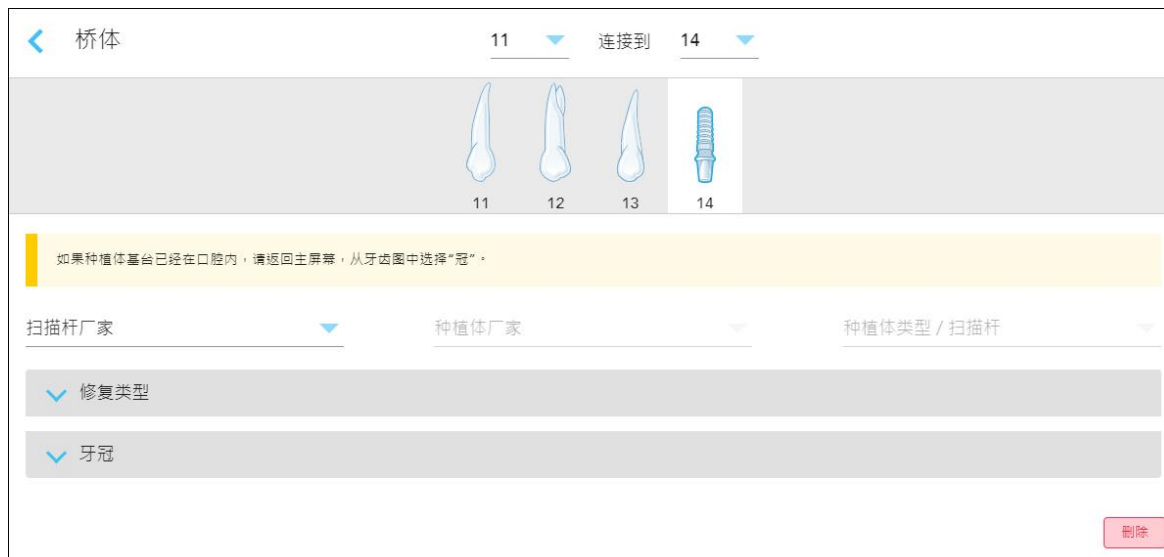 桥体
11 连接到 14
11 12 13 14
如果种植体基台已经在口腔内，请返回主屏幕，从牙齿图中选择“冠”。
扫描杆厂家 种植体厂家 种植体类型 / 扫描杆
修复类型
牙冠
删除